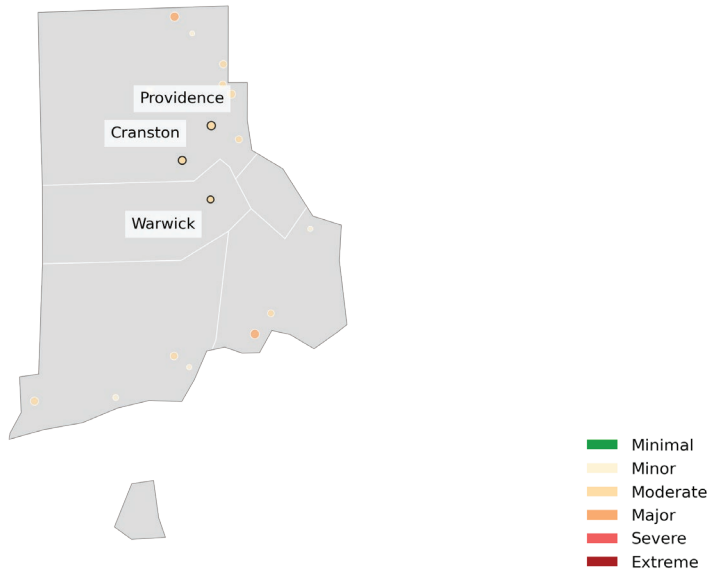 Providence
Cranston
Warwick
Minimal
Minor
Moderate
Major
Severe
Extreme